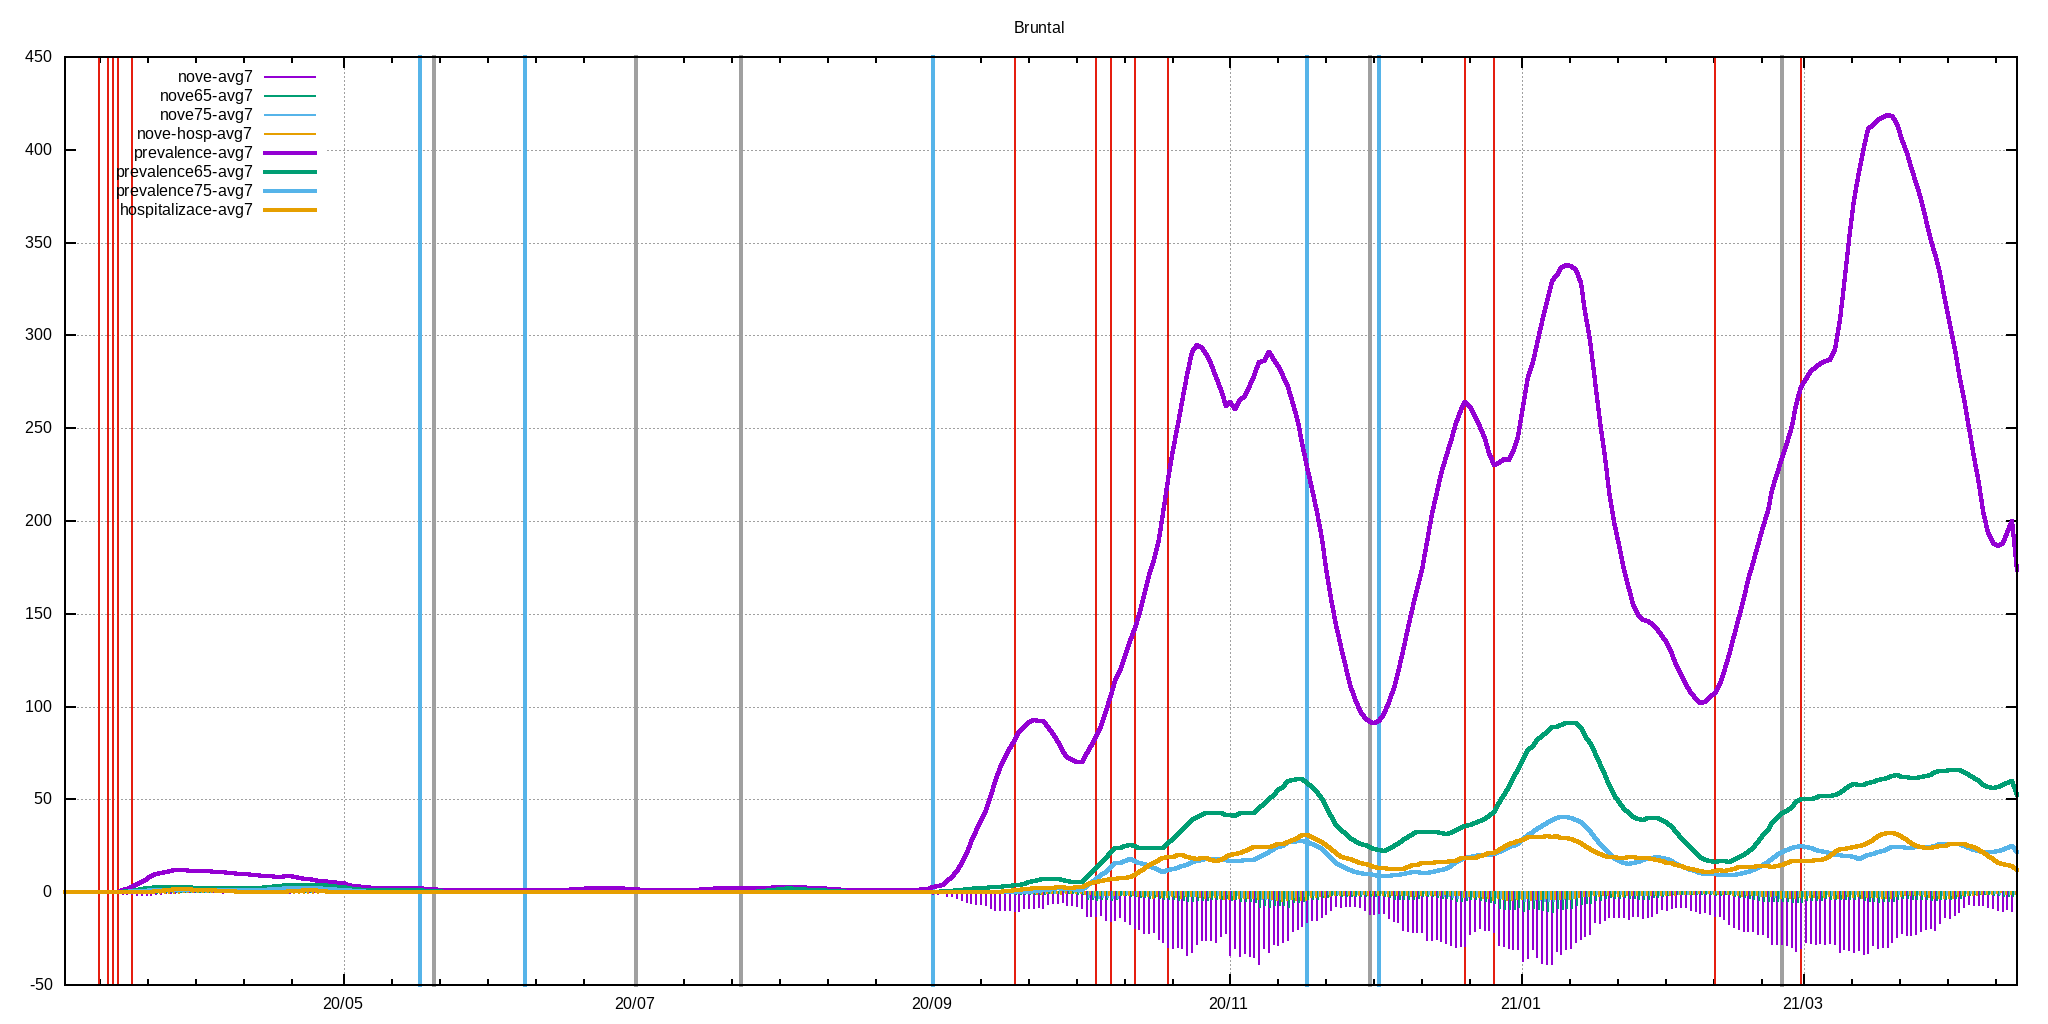 Bruntal
450
400
350
300
250
200
150
100
50
0
-50
nove-avg7
nove65-avg7
nove75-avg7
nove-hosp-avg7
prevalence-avg7
prevalence65-avg7
prevalence75-avg7
hospitalizace-avg7
20/05 20/07 20/09 20/11 21/01 21/03